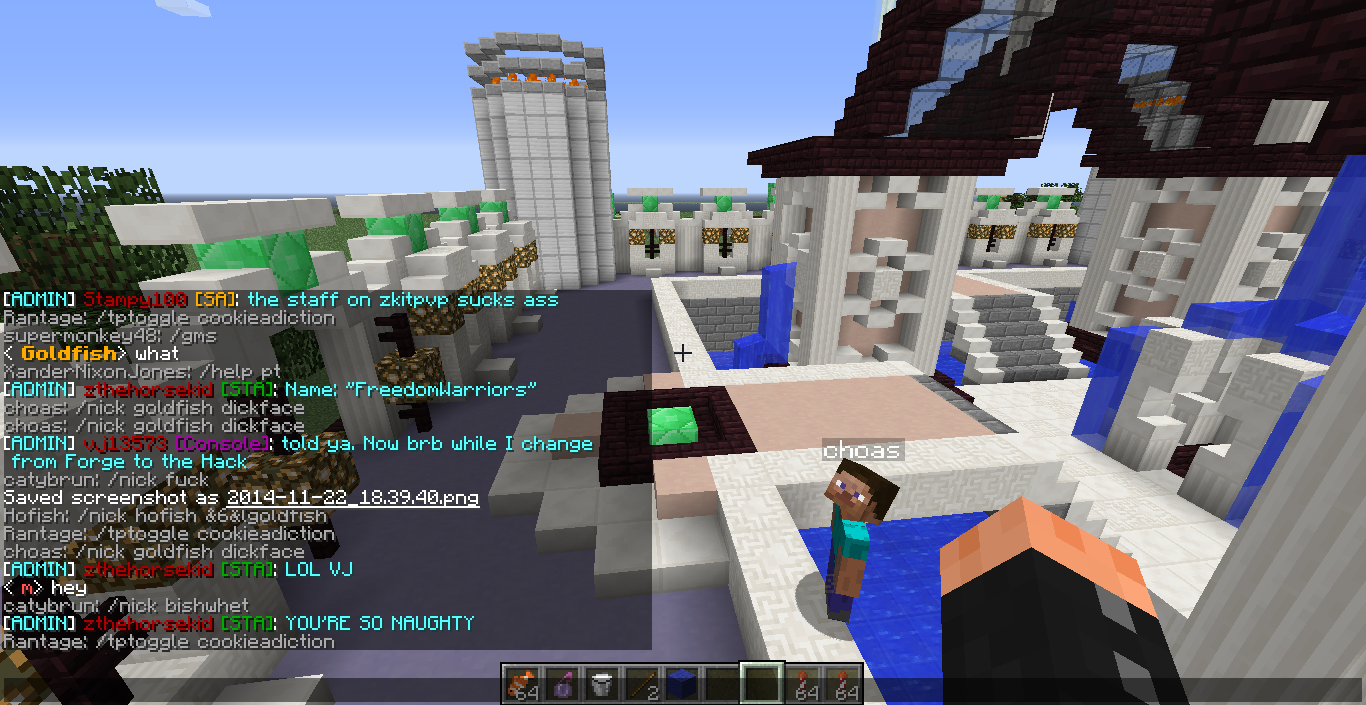 [ADMIN] Stampy100 [SA]: the staff on zkitpvp sucks ass
Rantage: /tptoggle cookieadiction
supermonkey48: /gms
< Goldfish> what
XanderNixonJones: /help pt
[ADMIN] zthehorsekid [STA]: Name: "FreedomWarriors"
choas: /nick goldfish dickface
choas: /nick goldfish dickface
[ADMIN] vj13573 [Console]: told ya. Now brb while I change
from Forge to the Hack
catybrun: /nick fuck
Saved screenshot as 2014-11-22_18.39.40.png
Hofish: /nick hofish &6&lgoldfish
Rantage: /tptoggle cookieadiction
choas: /nick goldfish dickface
[ADMIN] zthehorsekid [STA]: LOL VJ
< m> hey
catybrun: /nick bishwhet
[ADMIN] zthehorsekid [STA]: YOU'RE SO NAUGHTY
Rantage: /tptoggle cookieadiction
choas
64 2 64 64